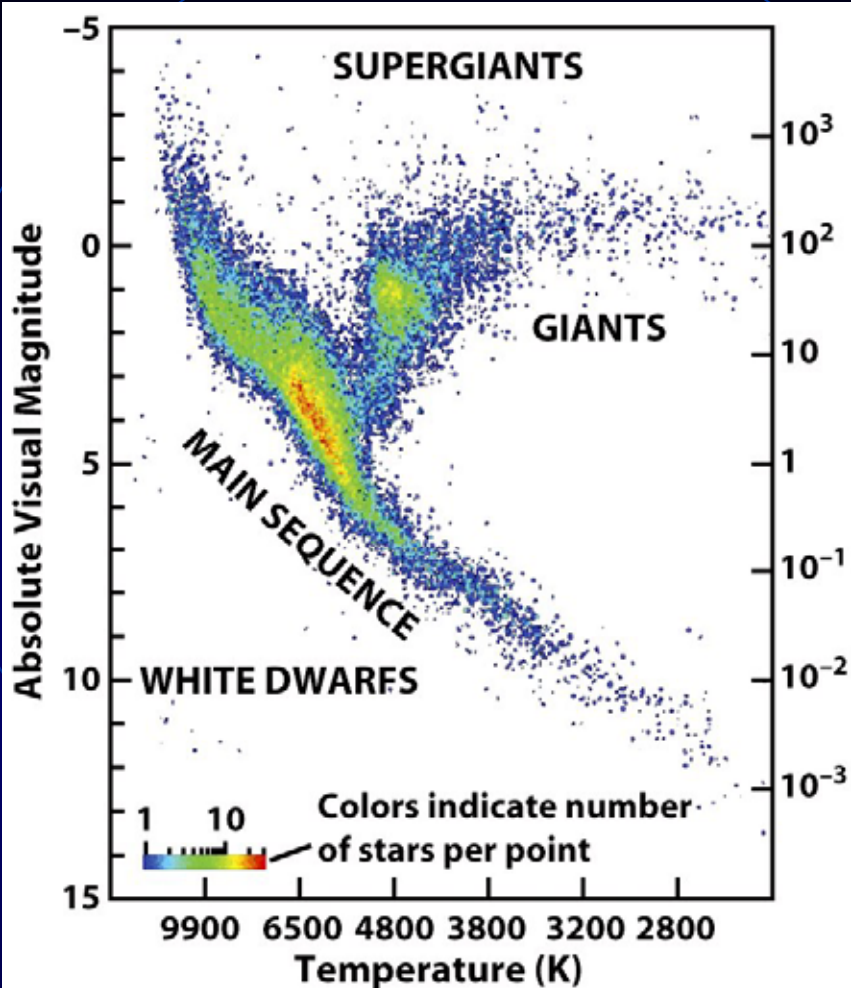 −5
SUPERGIANTS
10³
0
10²
GIANTS
10
Absolute Visual Magnitude
MAIN SEQUENCE
5
1
10⁻¹
10
WHITE DWARFS
10⁻²
10⁻³
1 10
Colors indicate number
of stars per point
15
9900 6500 4800 3800 3200 2800
Temperature (K)